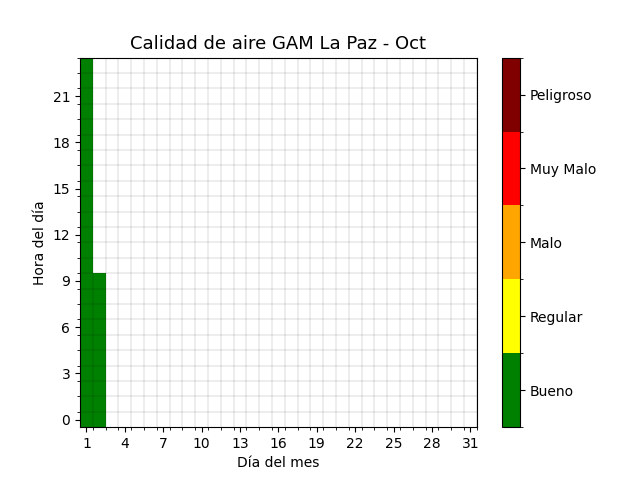 Calidad de aire GAM La Paz - Oct
Hora del día
21
18
15
12
9
6
3
0
1 4 7 10 13 16 19 22 25 28 31
Día del mes
Peligroso
Muy Malo
Malo
Regular
Bueno